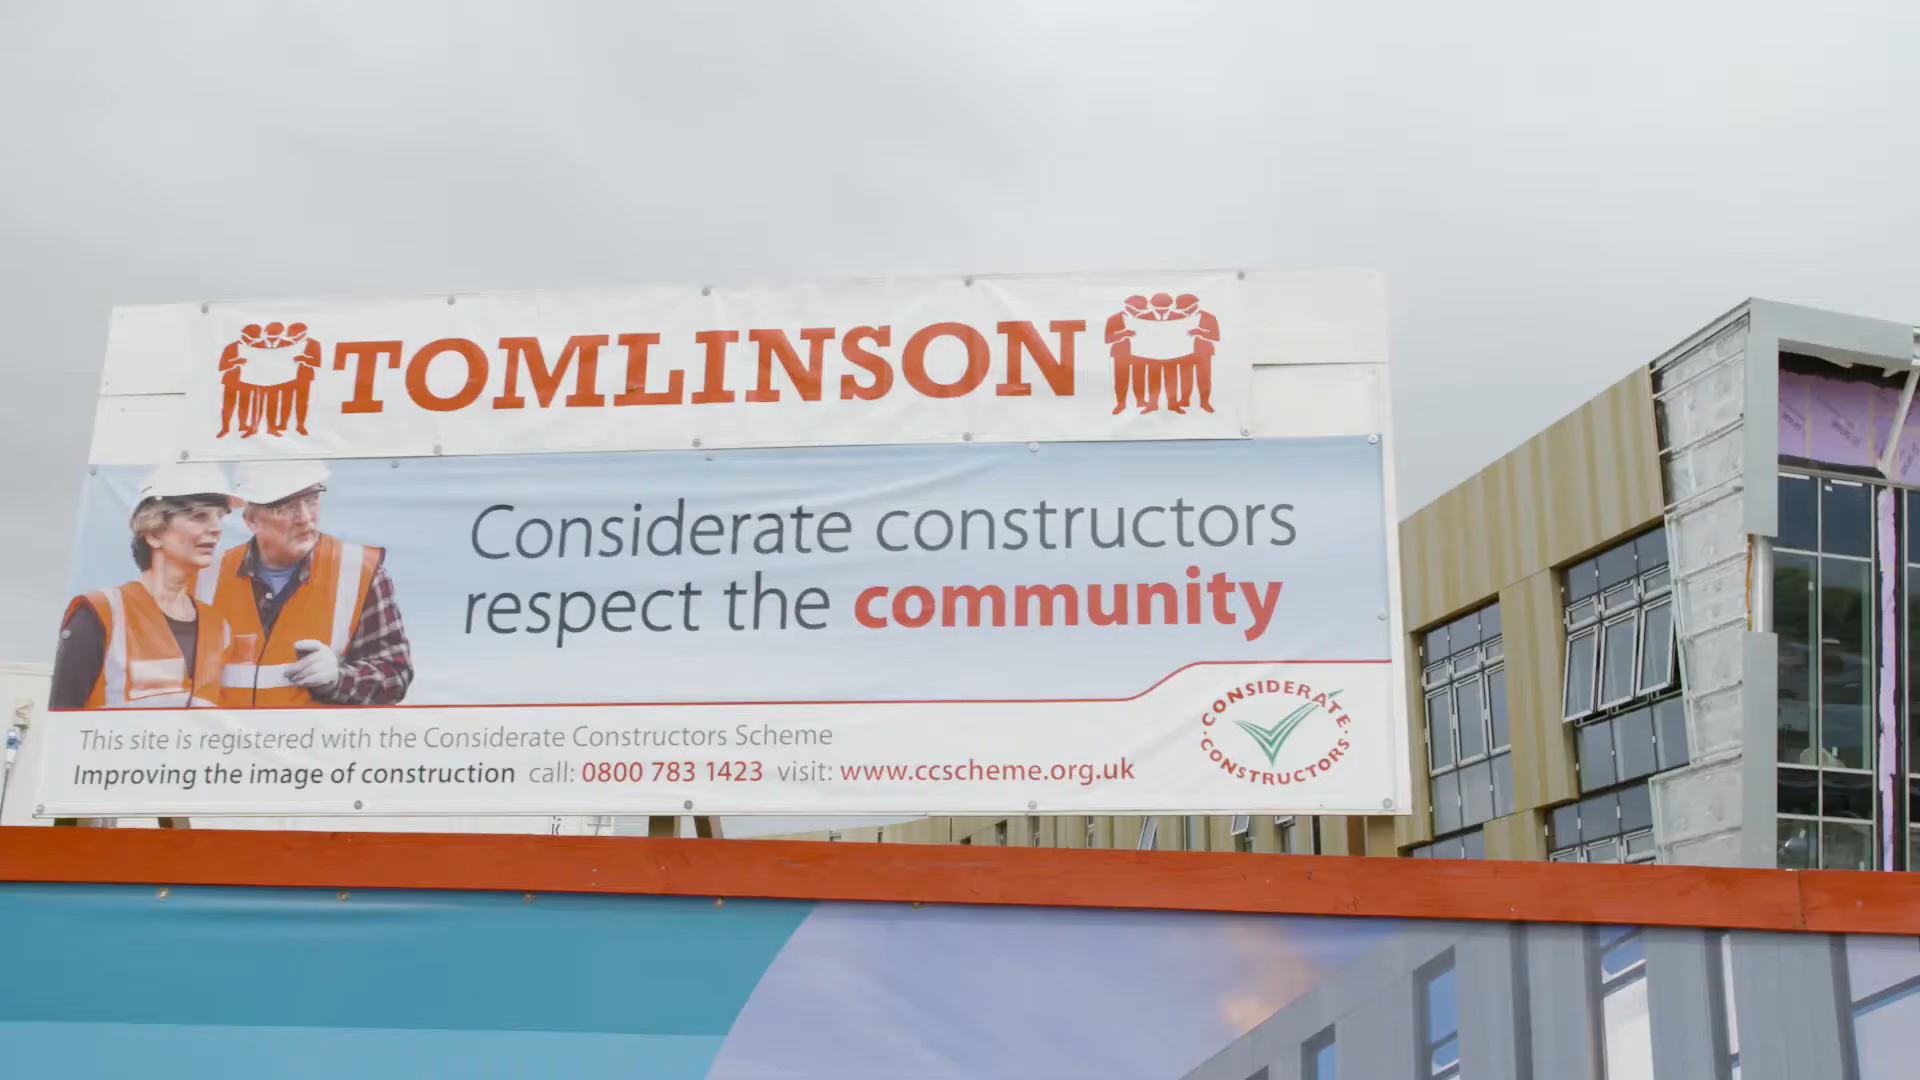 TOMLINSON
Considerate constructors
respect the community
This site is registered with the Considerate Constructors Scheme
Improving the image of construction call: 0800 783 1423 visit: www.ccscheme.org.uk
CONSIDERATE
CONSTRUCTORS